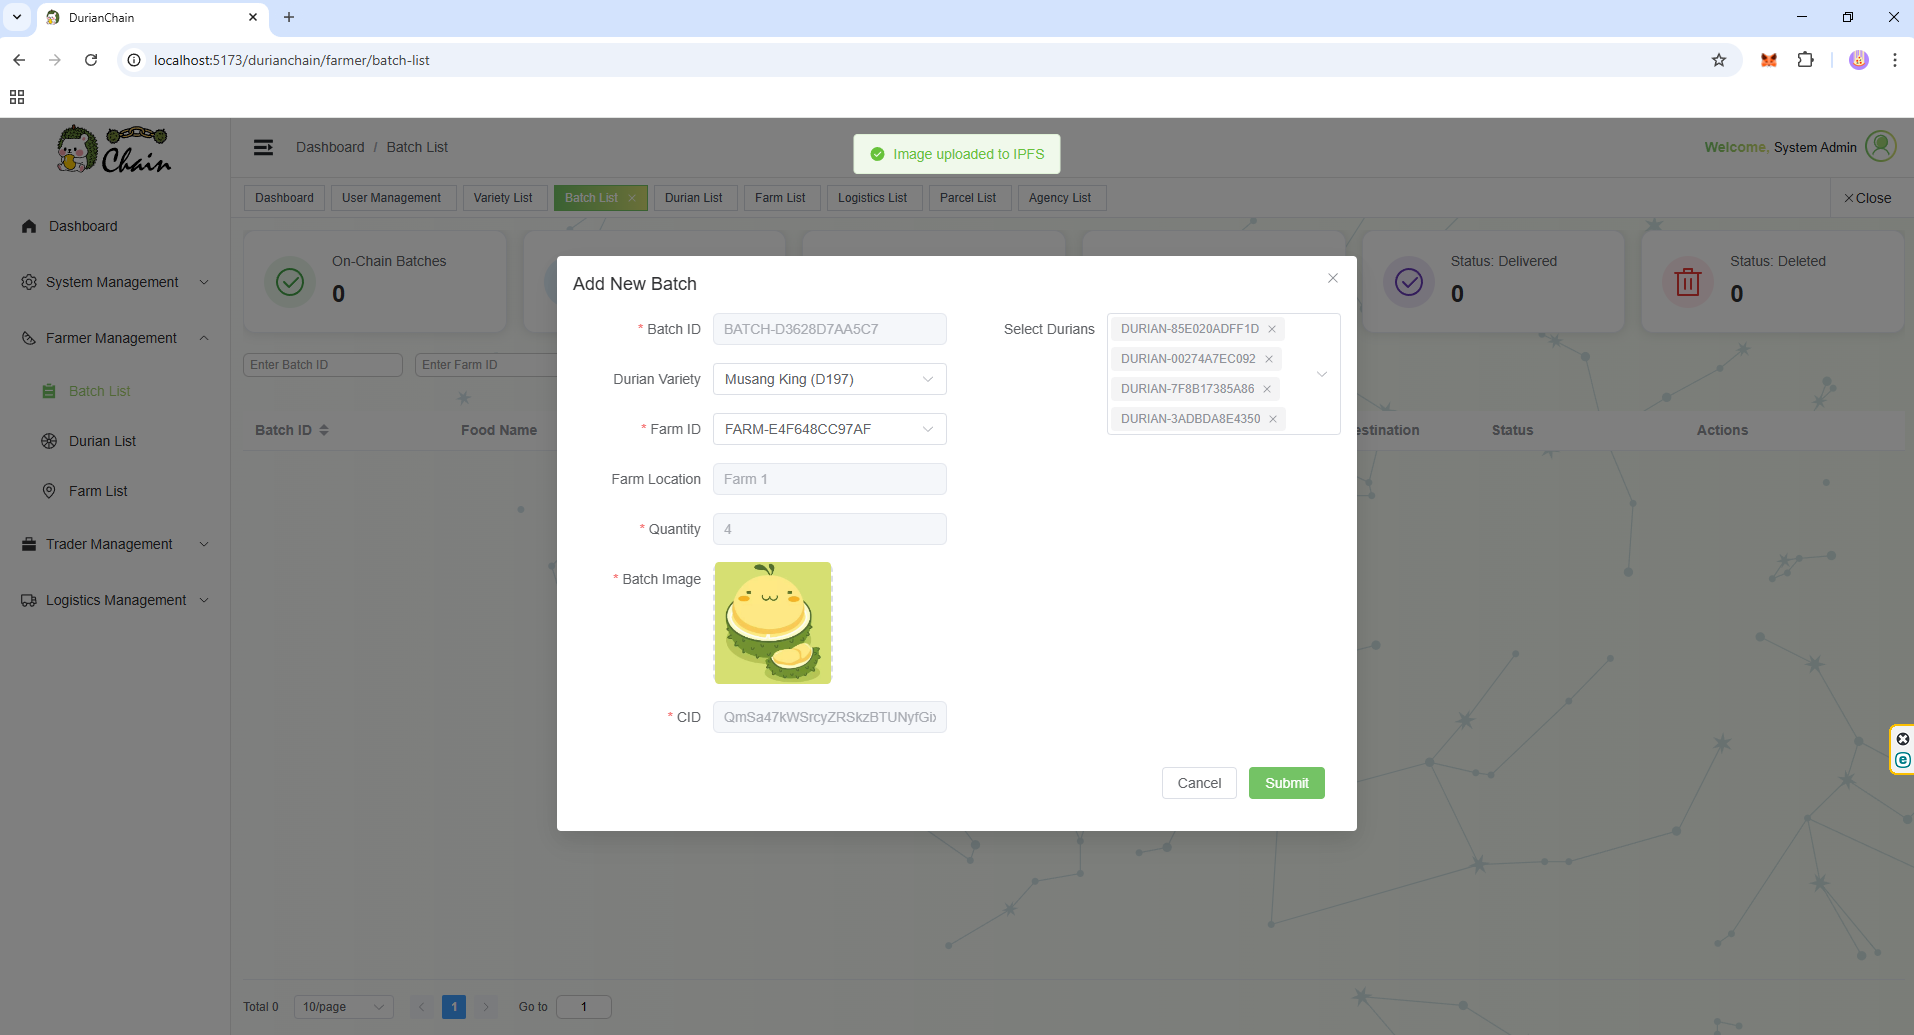 DurianChain
localhost:5173/durianchain/farmer/batch-list
Chain
Dashboard / Batch List
Image uploaded to IPFS
Welcome, System Admin
Dashboard
User Management
Variety List
Batch List
Durian List
Farm List
Logistics List
Parcel List
Agency List
Close
Dashboard
System Management
Farmer Management
Batch List
Durian List
Farm List
Trader Management
Logistics Management
On-Chain Batches
0
Status: Delivered
0
Status: Deleted
0
Enter Batch ID
Enter Farm ID
Batch ID
Food Name
estination
Status
Actions
Add New Batch
* Batch ID
BATCH-D3628D7AA5C7
Durian Variety
Musang King (D197)
* Farm ID
FARM-E4F648CC97AF
Farm Location
Farm 1
* Quantity
4
* Batch Image
* CID
QmSa47kWSrcyZRSkzBTUNyfGi
Select Durians
DURIAN-85E020ADFF1D
DURIAN-00274A7EC092
DURIAN-7F8B17385A86
DURIAN-3ADBDA8E4350
Cancel
Submit
Total 0
10/page
1
Go to
1